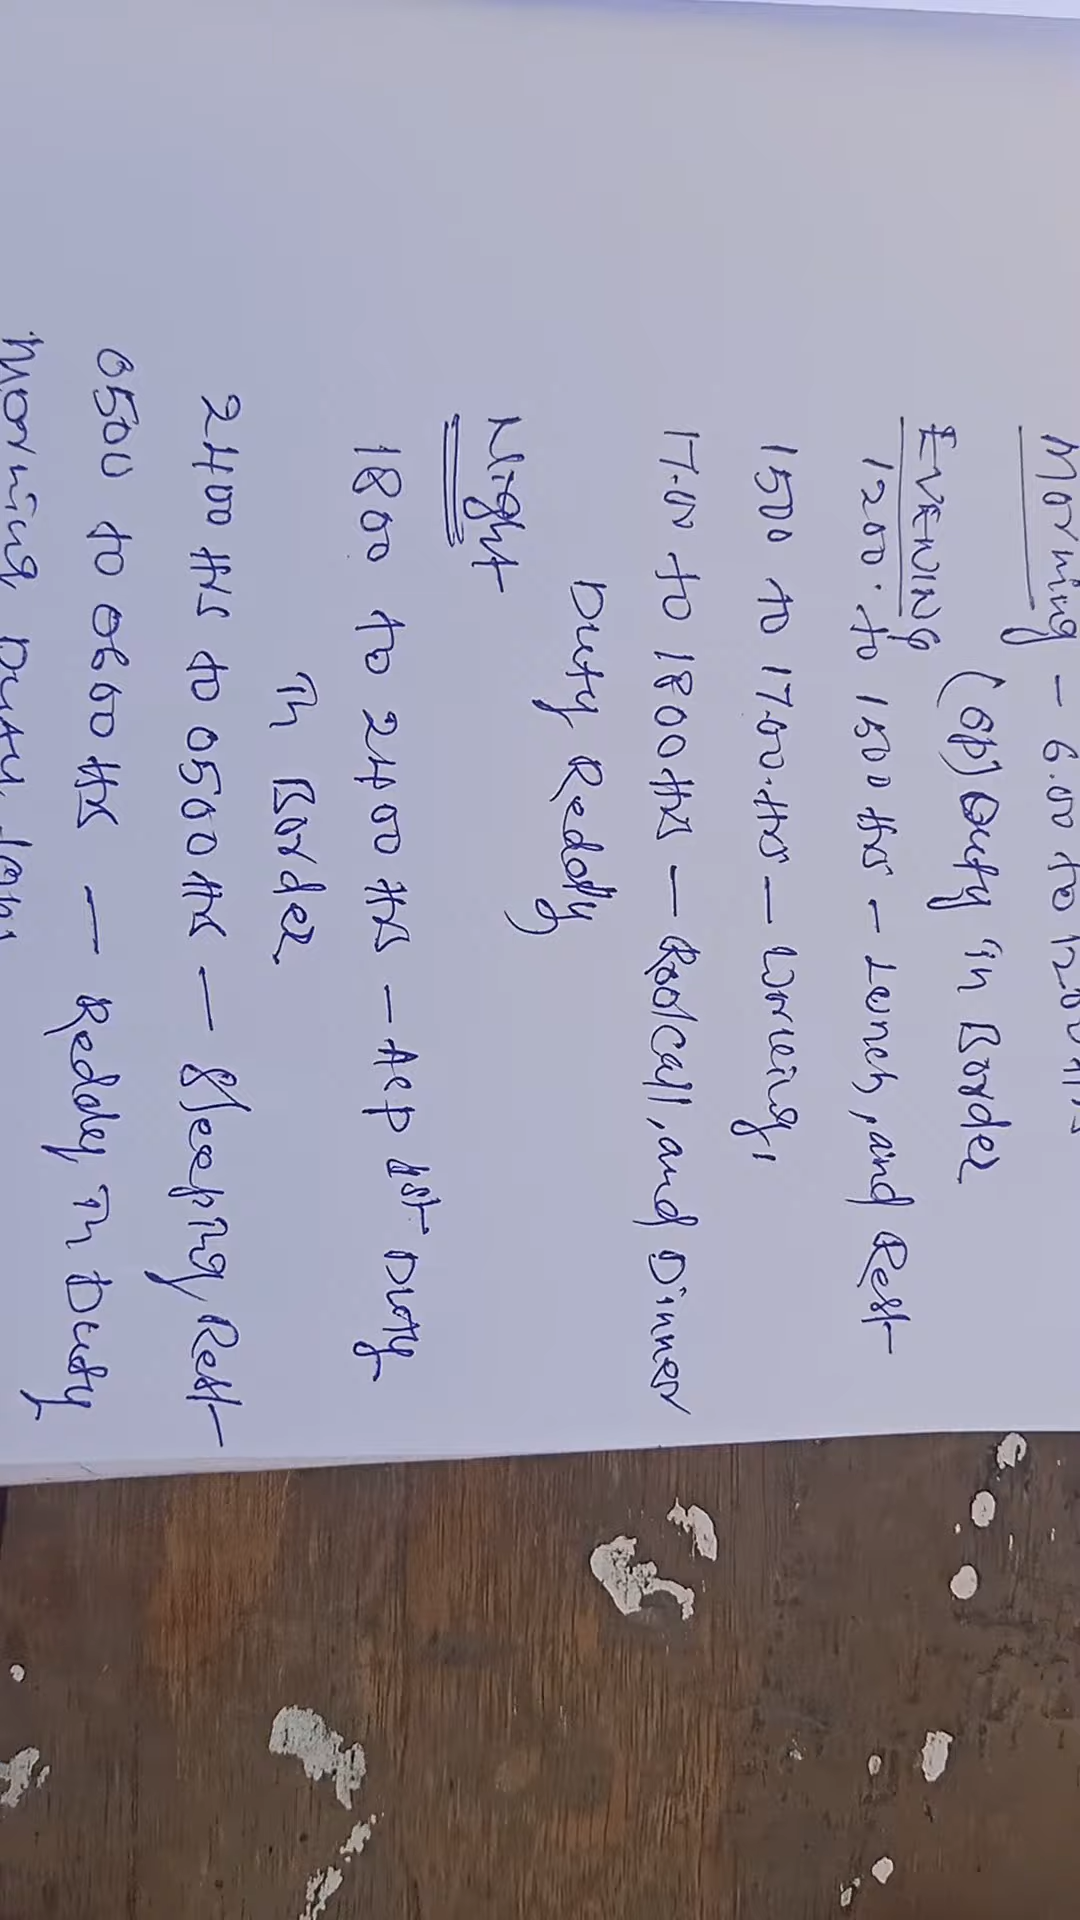 Morning - 6.00 to 12.00 Hrs
(OP) Duty in Border
EVENING
1200. to 1500 Hrs - Lunch, and Rest
1500 to 17.00. Hrs - Working,
17.00 to 1800 Hrs - Roolcall, and Dinner
Duty Reddy
Night
1800 to 2400 Hrs - Acp 1st Duty
In Border
2400 Hrs to 0500 Hrs - Sleeping, Rest
0500 to 0600 Hrs - Reddy In Duty
Morning Duty